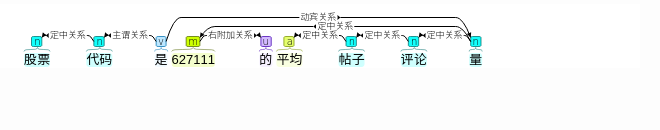 动宾关系
定中关系
定中关系 主谓关系 右附加关系 定中关系 定中关系 定中关系
n n v m u a n n n
股票 代码 是 627111 的 平均 帖子 评论 量